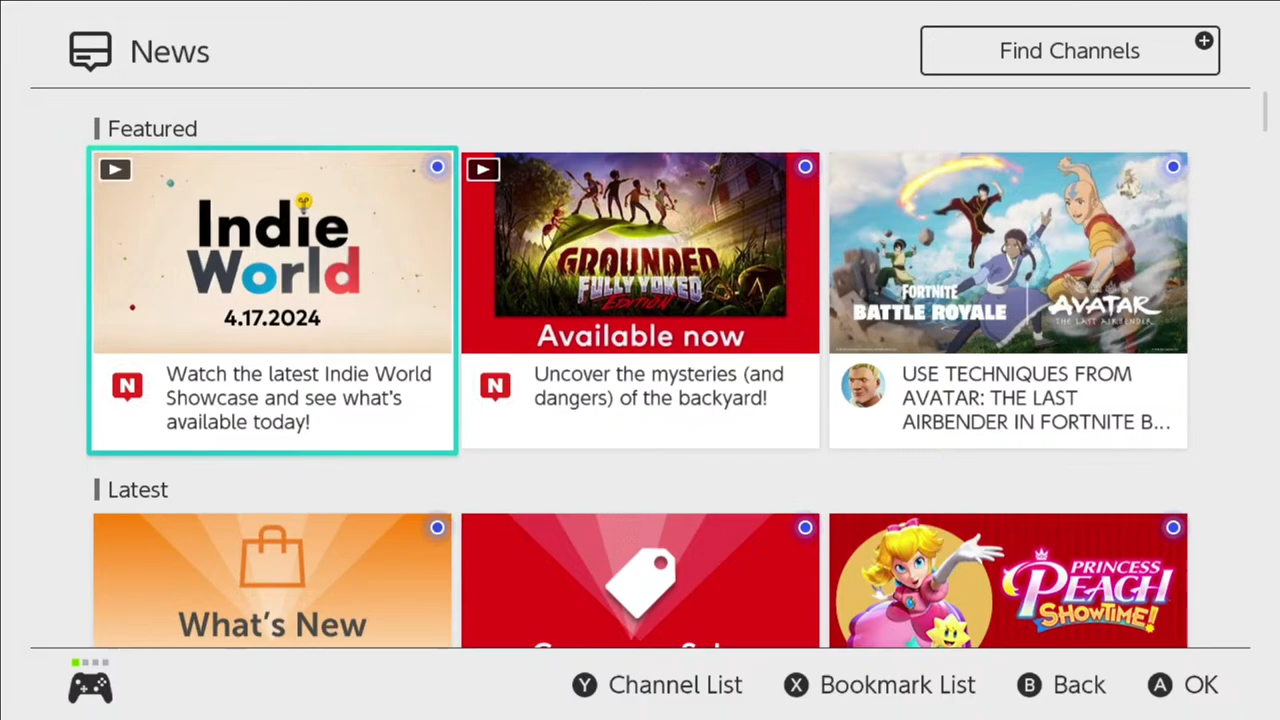 News
Find Channels
Featured
Indie
World
4.17.2024
Watch the latest Indie World
Showcase and see what's
available today!
GROUNDED
FULLY YOKED
EDITION
Available now
Uncover the mysteries (and
dangers) of the backyard!
FORTNITE
BATTLE ROYALE
AVATAR
THE LAST AIRBENDER
USE TECHNIQUES FROM
AVATAR: THE LAST
AIRBENDER IN FORTNITE B...
Latest
What's New
PRINCESS
PEACH
SHOWTIME!
Y Channel List
X Bookmark List
B Back
A OK